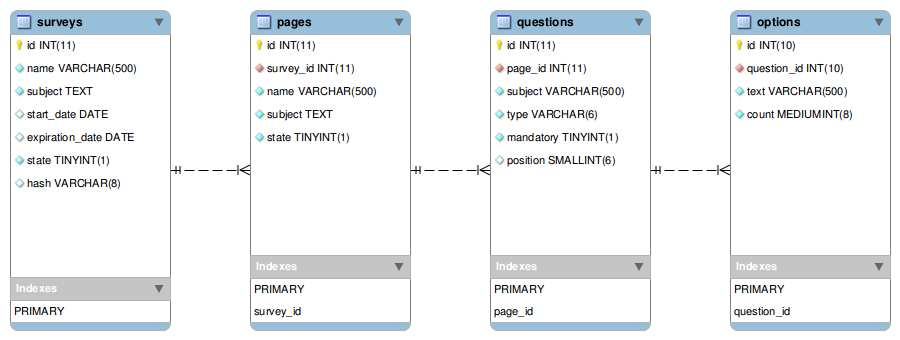 surveys
id INT(11)
name VARCHAR(500)
subject TEXT
start_date DATE
expiration_date DATE
state TINYINT(1)
hash VARCHAR(8)
Indexes
PRIMARY
pages
id INT(11)
survey_id INT(11)
name VARCHAR(500)
subject TEXT
state TINYINT(1)
Indexes
PRIMARY
survey_id
questions
id INT(11)
page_id INT(11)
subject VARCHAR(500)
type VARCHAR(6)
mandatory TINYINT(1)
position SMALLINT(6)
Indexes
PRIMARY
page_id
options
id INT(10)
question_id INT(10)
text VARCHAR(500)
count MEDIUMINT(8)
Indexes
PRIMARY
question_id